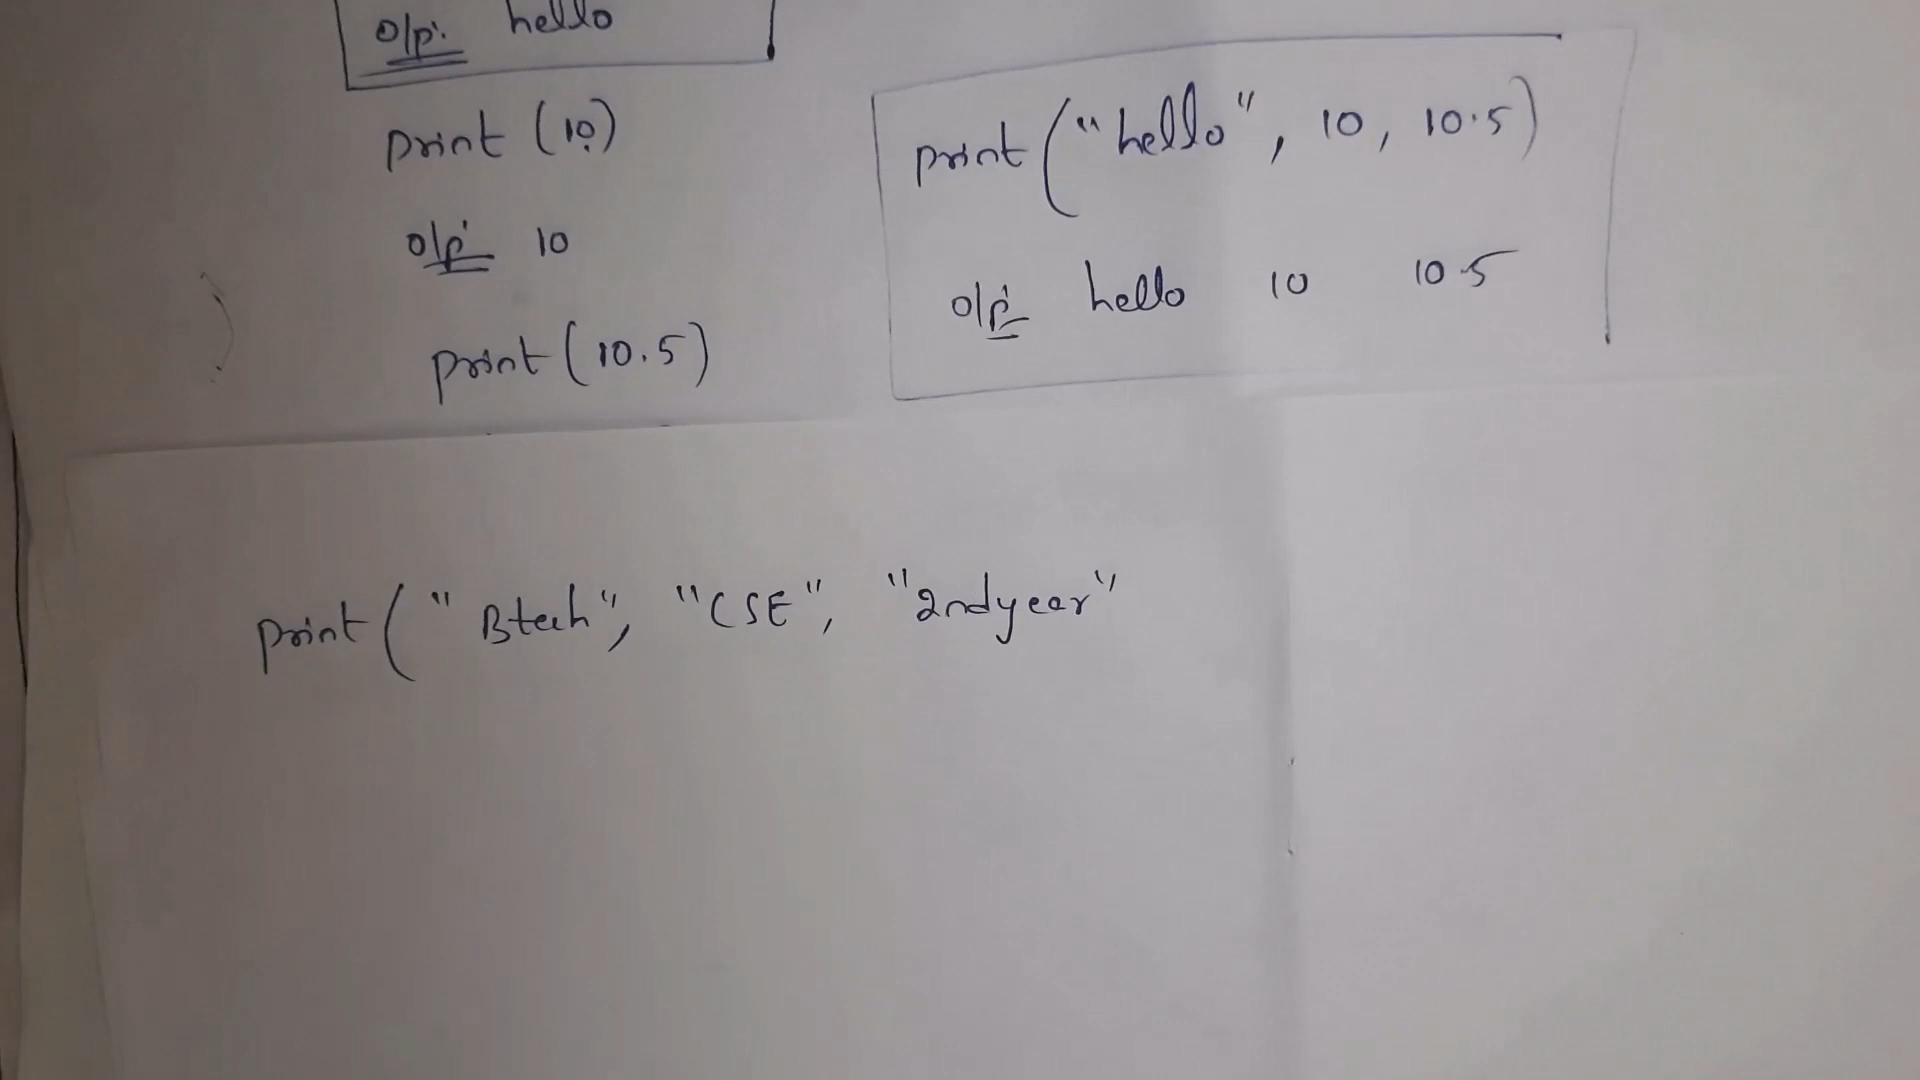 o/p: hello
print (10)
o/p: 10
print (10.5)
print ("hello", 10, 10.5)
o/p: hello 10 10.5
print ("Btech", "CSE", "2ndyear"